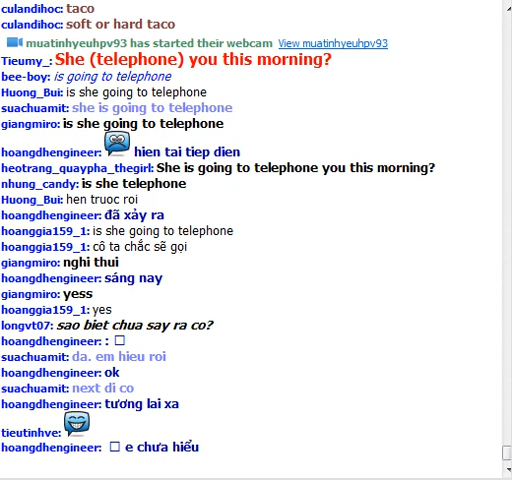 culandihoc: taco
culandihoc: soft or hard taco
muatinhyeuhpv93 has started their webcam View muatinhyeuhpv93
Tieumy_: She (telephone) you this morning?
bee-boy: is going to telephone
Huong_Bui: is she going to telephone
suachuamit: she is going to telephone
giangmiro: is she going to telephone
hoangdhengineer: hien tai tiep dien
heotrang_quaypha_thegirl: She is going to telephone you this morning?
nhung_candy: is she telephone
Huong_Bui: hen truoc roi
hoangdhengineer: đã xảy ra
hoanggia159_1: is she going to telephone
hoanggia159_1: cô ta chắc sẽ gọi
giangmiro: nghi thui
hoangdhengineer: sáng nay
giangmiro: yess
hoanggia159_1: yes
longvt07: sao biet chua say ra co?
hoangdhengineer: : □
suachuamit: da. em hieu roi
hoangdhengineer: ok
suachuamit: next di co
hoangdhengineer: tương lai xa
tieutinhve:
hoangdhengineer: □ e chưa hiểu